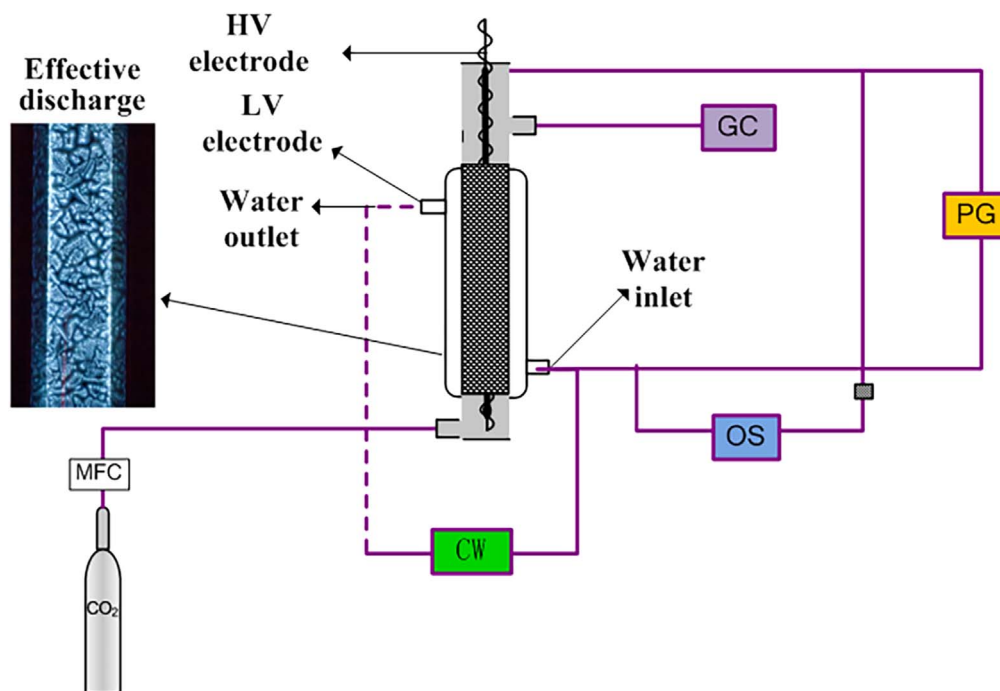 HV
electrode
Effective
discharge
LV
electrode
GC
Water
outlet
PG
Water
inlet
OS
MFC
CW
CO₂